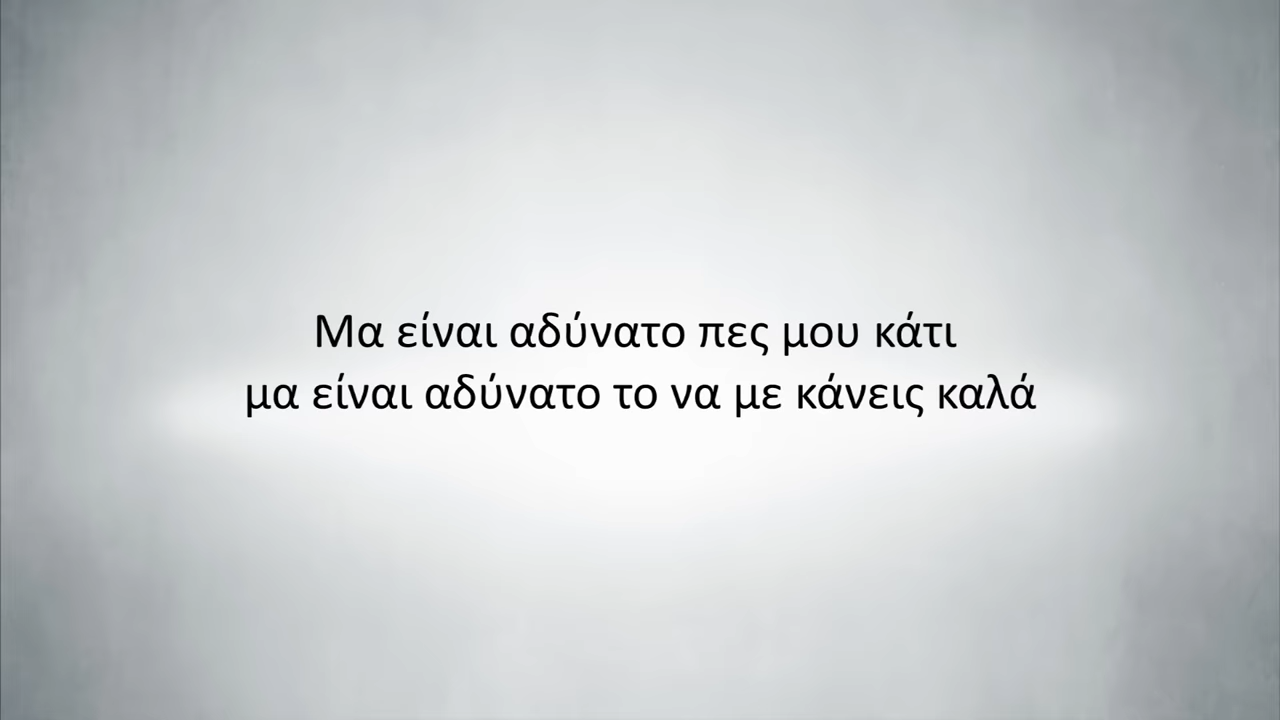 Μα είναι αδύνατο πες μου κάτι
μα είναι αδύνατο το να με κάνεις καλά